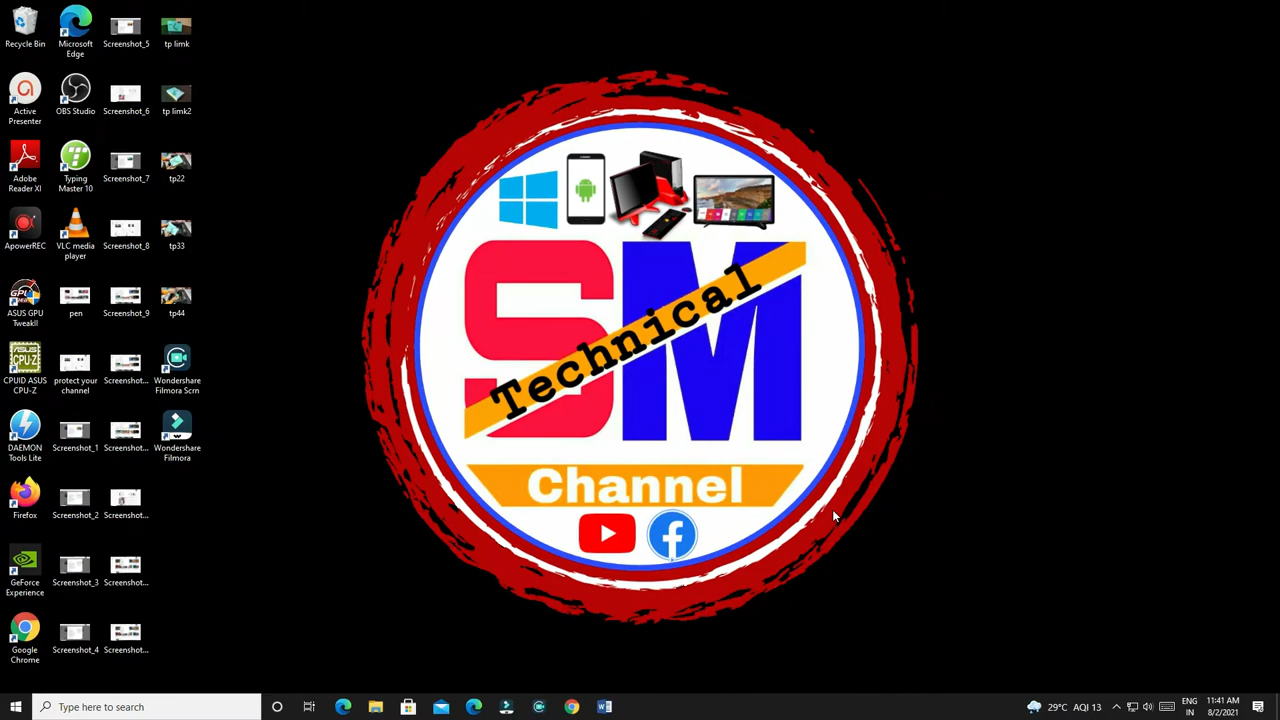 Recycle Bin
Microsoft
Edge
Screenshot_5
tp limk
Active
Presenter
OBS Studio
Screenshot_6
tp limk2
Adobe
Reader XI
Typing
Master 10
Screenshot_7
tp22
ApowerREC
VLC media
player
Screenshot_8
tp33
ASUS GPU
TweakII
pen
Screenshot_9
tp44
CPUID ASUS
CPU-Z
protect your
channel
Screenshot...
Wondershare
Filmora Scrn
DAEMON
Tools Lite
Screenshot_1
Screenshot...
Wondershare
Filmora
Firefox
Screenshot_2
Screenshot...
GeForce
Experience
Screenshot_3
Screenshot...
Google
Chrome
Screenshot_4
Screenshot...
SM
Technical
Channel
Type here to search
29°C AQI 13
ENG
IN
11:41 AM
8/2/2021